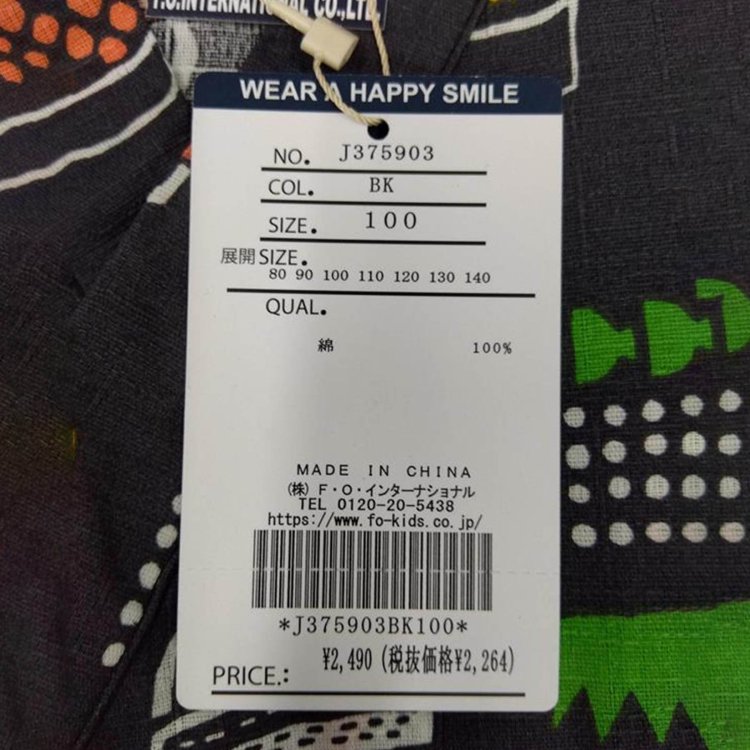 F.O.INTERNATIONAL CO.,LTD
WEAR A HAPPY SMILE
NO. J375903
COL. BK
SIZE. 100
展開SIZE.
80 90 100 110 120 130 140
QUAL.
綿 100%
MADE IN CHINA
(株) F・O・インターナショナル
TEL 0120-20-5438
https://www.fo-kids.co.jp/
*J375903BK100*
¥2,490 (税抜価格¥2,264)
PRICE.: